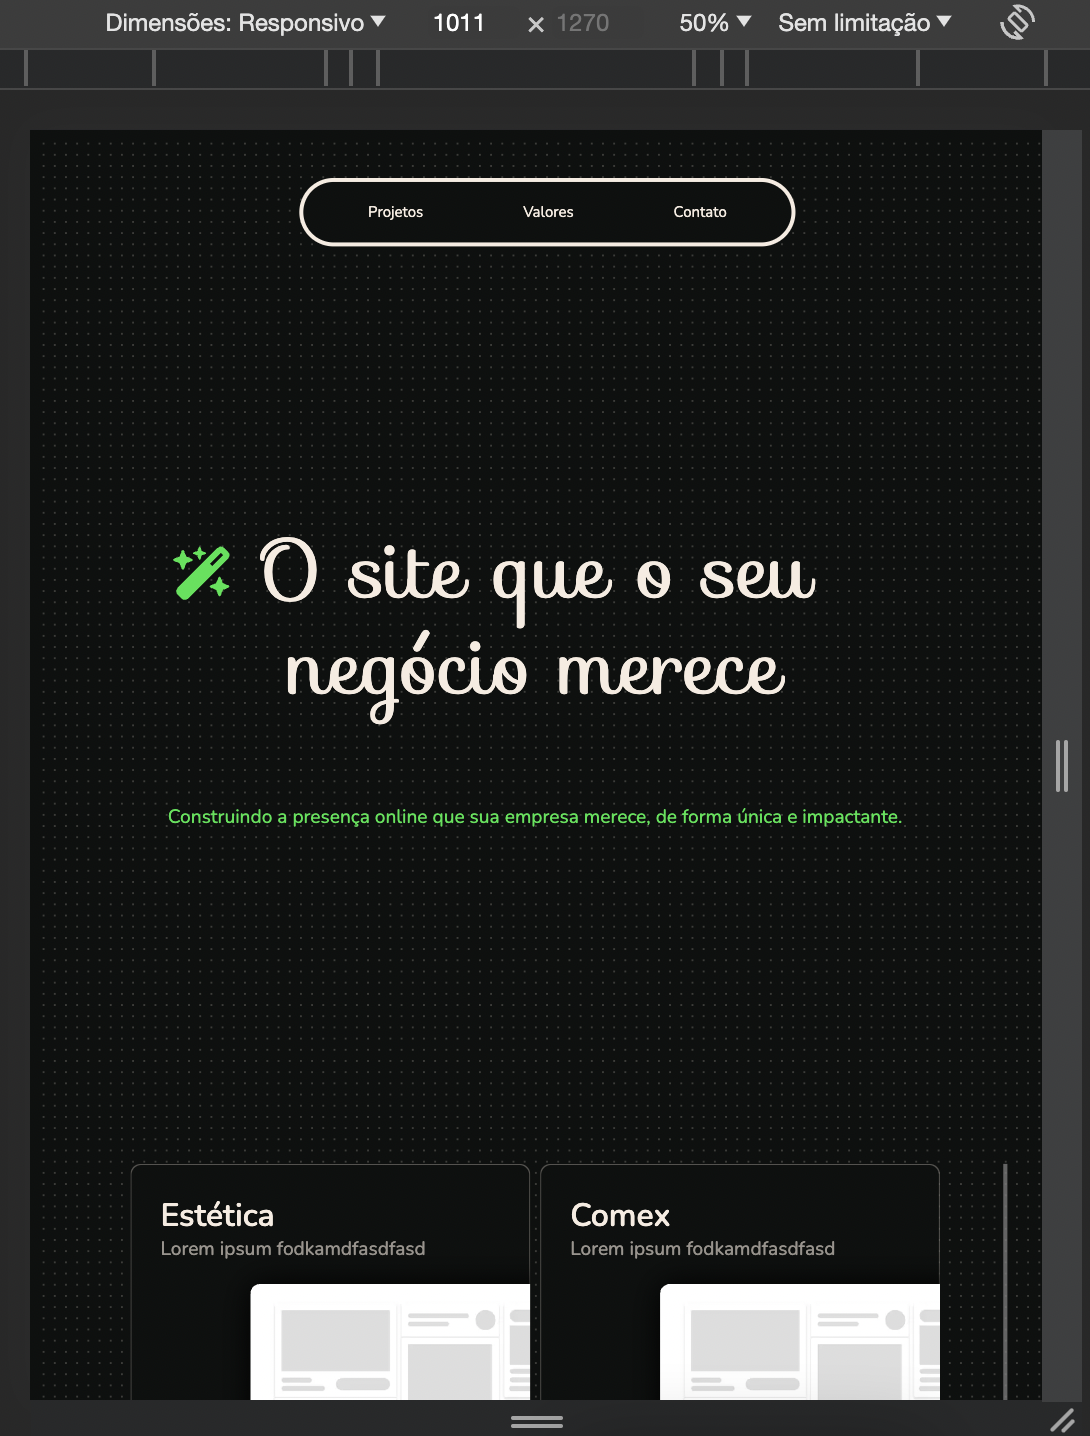 Dimensões: Responsivo 1011 × 1270 50% Sem limitação
Projetos Valores Contato
O site que o seu
negócio merece
Construindo a presença online que sua empresa merece, de forma única e impactante.
Estética
Lorem ipsum fodkamdfasdfasd
Comex
Lorem ipsum fodkamdfasdfasd